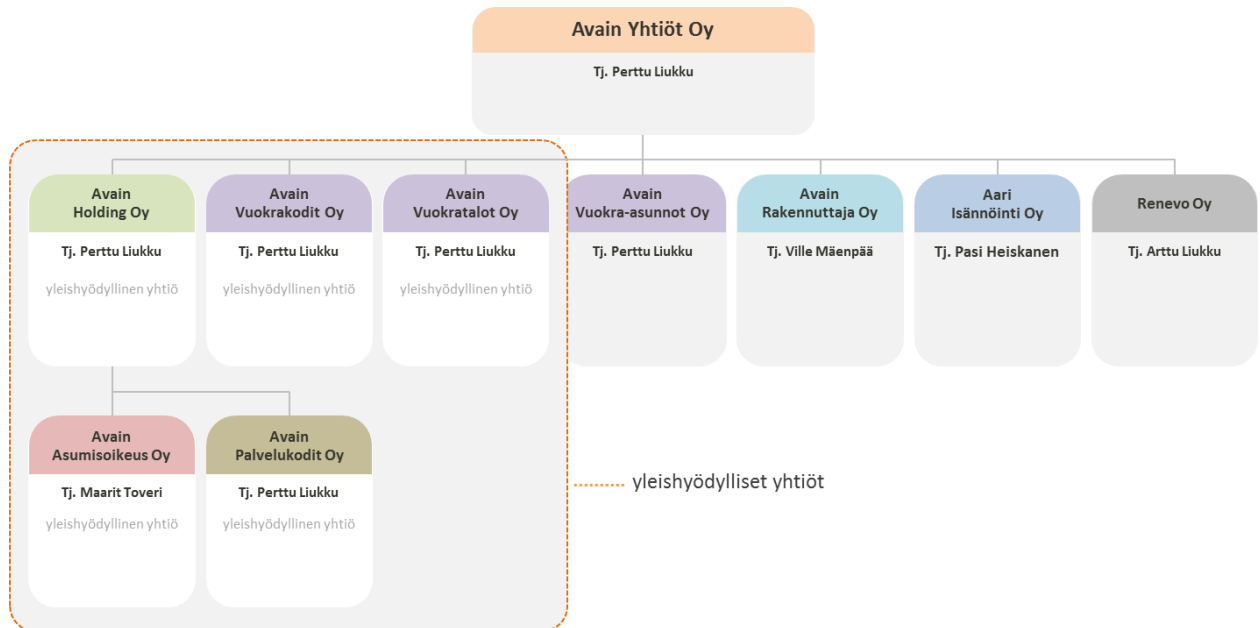 Avain Yhtiöt Oy
Tj. Perttu Liukku
Avain
Holding Oy
Tj. Perttu Liukku
yleishyödyllinen yhtiö
Avain
Vuokrakodit Oy
Tj. Perttu Liukku
yleishyödyllinen yhtiö
Avain
Vuokratalot Oy
Tj. Perttu Liukku
yleishyödyllinen yhtiö
Avain
Vuokra-asunnot Oy
Tj. Perttu Liukku
Avain
Rakennuttaja Oy
Tj. Ville Mäenpää
Aari
Isännöinti Oy
Tj. Pasi Heiskanen
Renevo Oy
Tj. Arttu Liukku
Avain
Asumisoikeus Oy
Tj. Maarit Toveri
yleishyödyllinen yhtiö
Avain
Palvelukodit Oy
Tj. Perttu Liukku
yleishyödyllinen yhtiö
yleishyödylliset yhtiöt